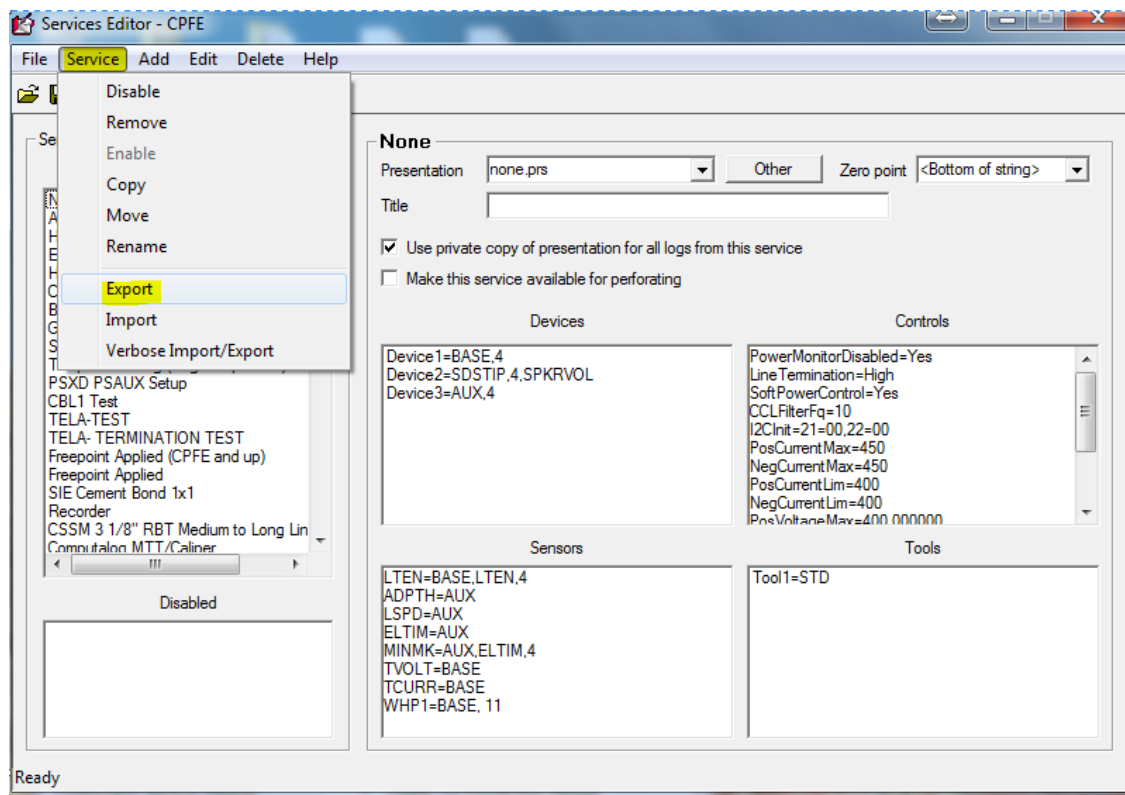 Services Editor - CPFE
File Service Add Edit Delete Help
Disable
Remove
Enable
Copy
Move
Rename
Export
Import
Verbose Import/Export
PSXD PSAUX Setup
CBL1 Test
TELA-TEST
TELA- TERMINATION TEST
Freepoint Applied (CPFE and up)
Freepoint Applied
SIE Cement Bond 1x1
Recorder
CSSM 3 1/8" RBT Medium to Long Lin
Computalog MTT/Caliper
Disabled
None
Presentation none.prs Other Zero point <Bottom of string>
Title
Use private copy of presentation for all logs from this service
Make this service available for perforating
Devices
Device1=BASE,4
Device2=SDSTIP,4,SPKRVOL
Device3=AUX,4
Controls
PowerMonitorDisabled=Yes
LineTermination=High
SoftPowerControl=Yes
CCLFilterFq=10
I2CInit=21=00,22=00
PosCurrentMax=450
NegCurrentMax=450
PosCurrentLim=400
NegCurrentLim=400
PosVoltageMax=400.000000
Sensors
LTEN=BASE,LTEN,4
ADPTH=AUX
LSPD=AUX
ELTIM=AUX
MINMK=AUX,ELTIM,4
TVOLT=BASE
TCURR=BASE
WHP1=BASE, 11
Tools
Tool1=STD
Ready